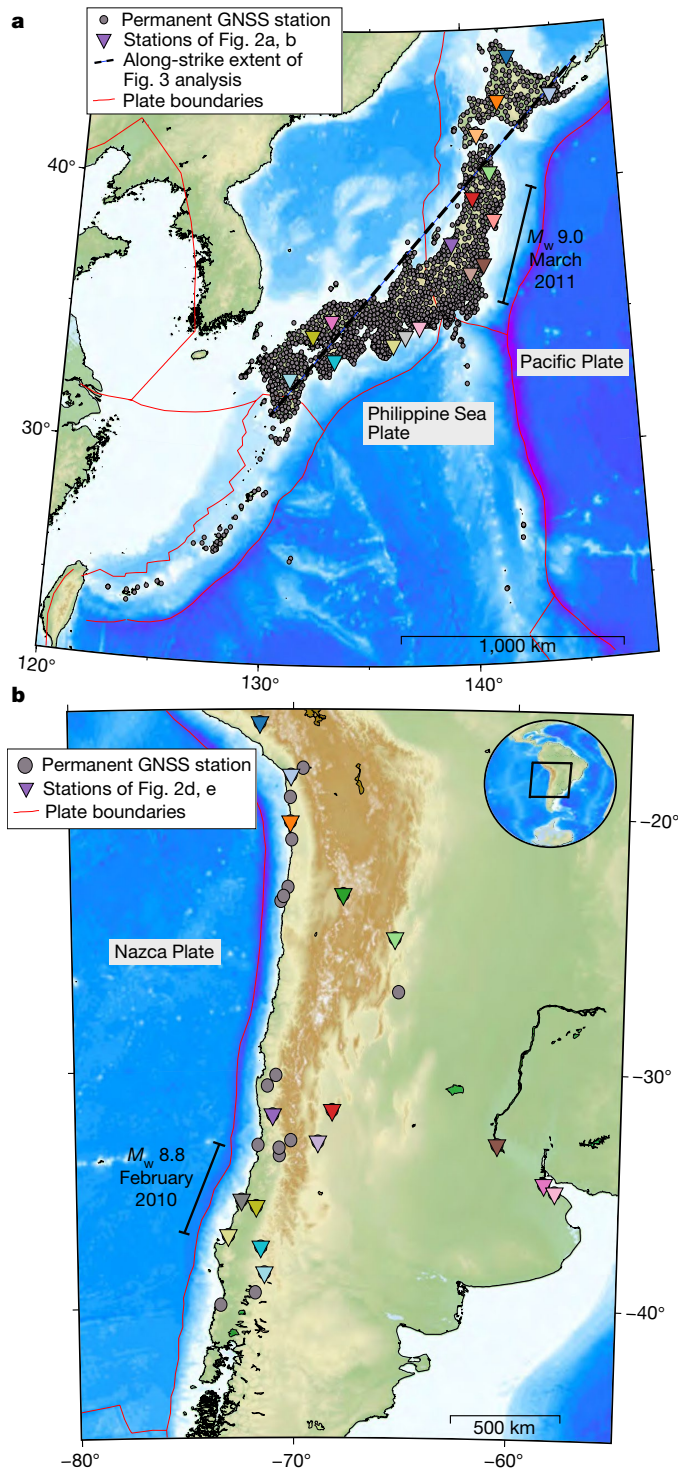 a
Permanent GNSS station
Stations of Fig. 2a, b
Along-strike extent of
Fig. 3 analysis
Plate boundaries
40°
Mw 9.0
March
2011
Pacific Plate
Philippine Sea
Plate
30°
1,000 km
120°
130°
140°
b
Permanent GNSS station
Stations of Fig. 2d, e
Plate boundaries
−20°
Nazca Plate
−30°
Mw 8.8
February
2010
−40°
500 km
−80°
−70°
−60°